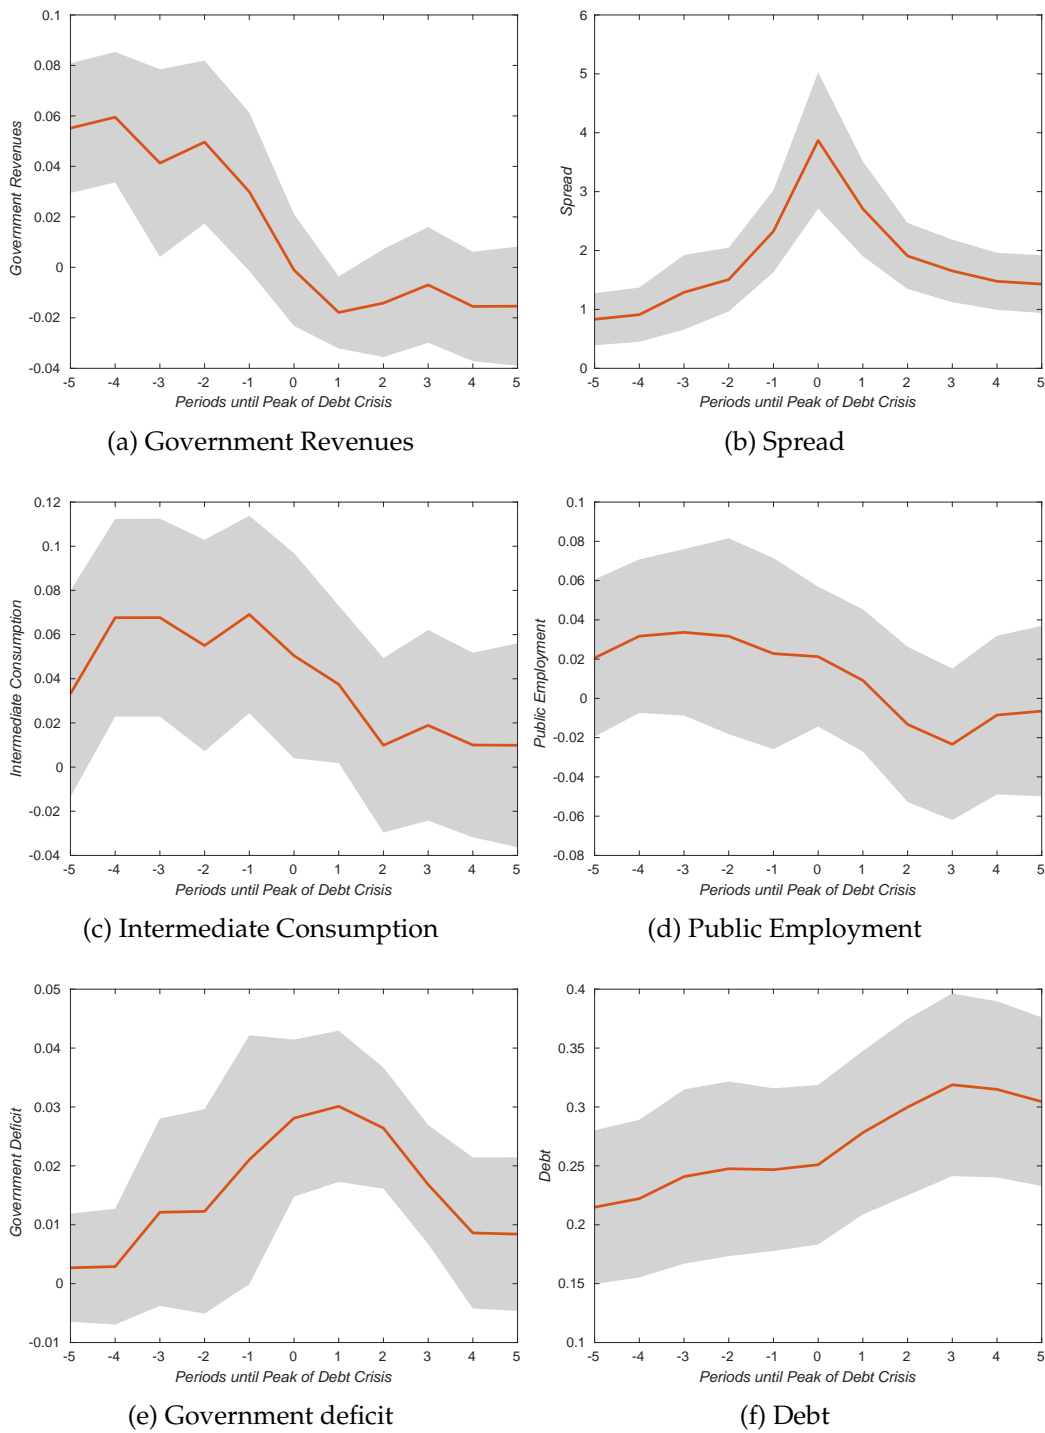 0.1
0.08
0.06
0.04
0.02
0
-0.02
-0.04
Government Revenues
-5 -4 -3 -2 -1 0 1 2 3 4 5
Periods until Peak of Debt Crisis
(a) Government Revenues
6
5
4
3
2
1
0
Spread
-5 -4 -3 -2 -1 0 1 2 3 4 5
Periods until Peak of Debt Crisis
(b) Spread
0.12
0.1
0.08
0.06
0.04
0.02
0
-0.02
-0.04
Intermediate Consumption
-5 -4 -3 -2 -1 0 1 2 3 4 5
Periods until Peak of Debt Crisis
(c) Intermediate Consumption
0.1
0.08
0.06
0.04
0.02
0
-0.02
-0.04
-0.06
-0.08
Public Employment
-5 -4 -3 -2 -1 0 1 2 3 4 5
Periods until Peak of Debt Crisis
(d) Public Employment
0.05
0.04
0.03
0.02
0.01
0
-0.01
Government Deficit
-5 -4 -3 -2 -1 0 1 2 3 4 5
Periods until Peak of Debt Crisis
(e) Government deficit
0.4
0.35
0.3
0.25
0.2
0.15
0.1
Debt
-5 -4 -3 -2 -1 0 1 2 3 4 5
Periods until Peak of Debt Crisis
(f) Debt